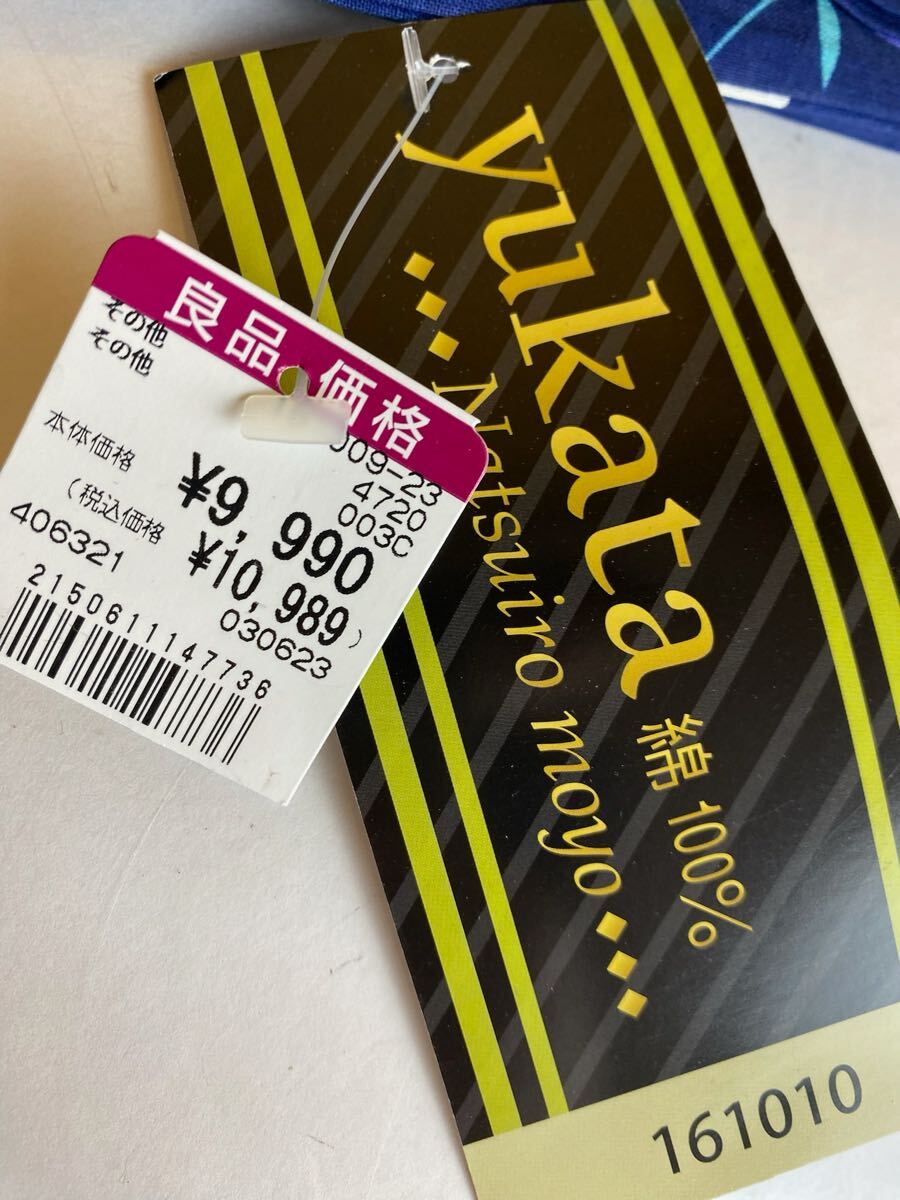 良品 価格
その他
その他
009-23
4720
003C
本体価格 ¥9,990
(税込価格 ¥10,989)
406321 030623
215061114736
yukata 綿 100%
Natsuiro moyo
161010